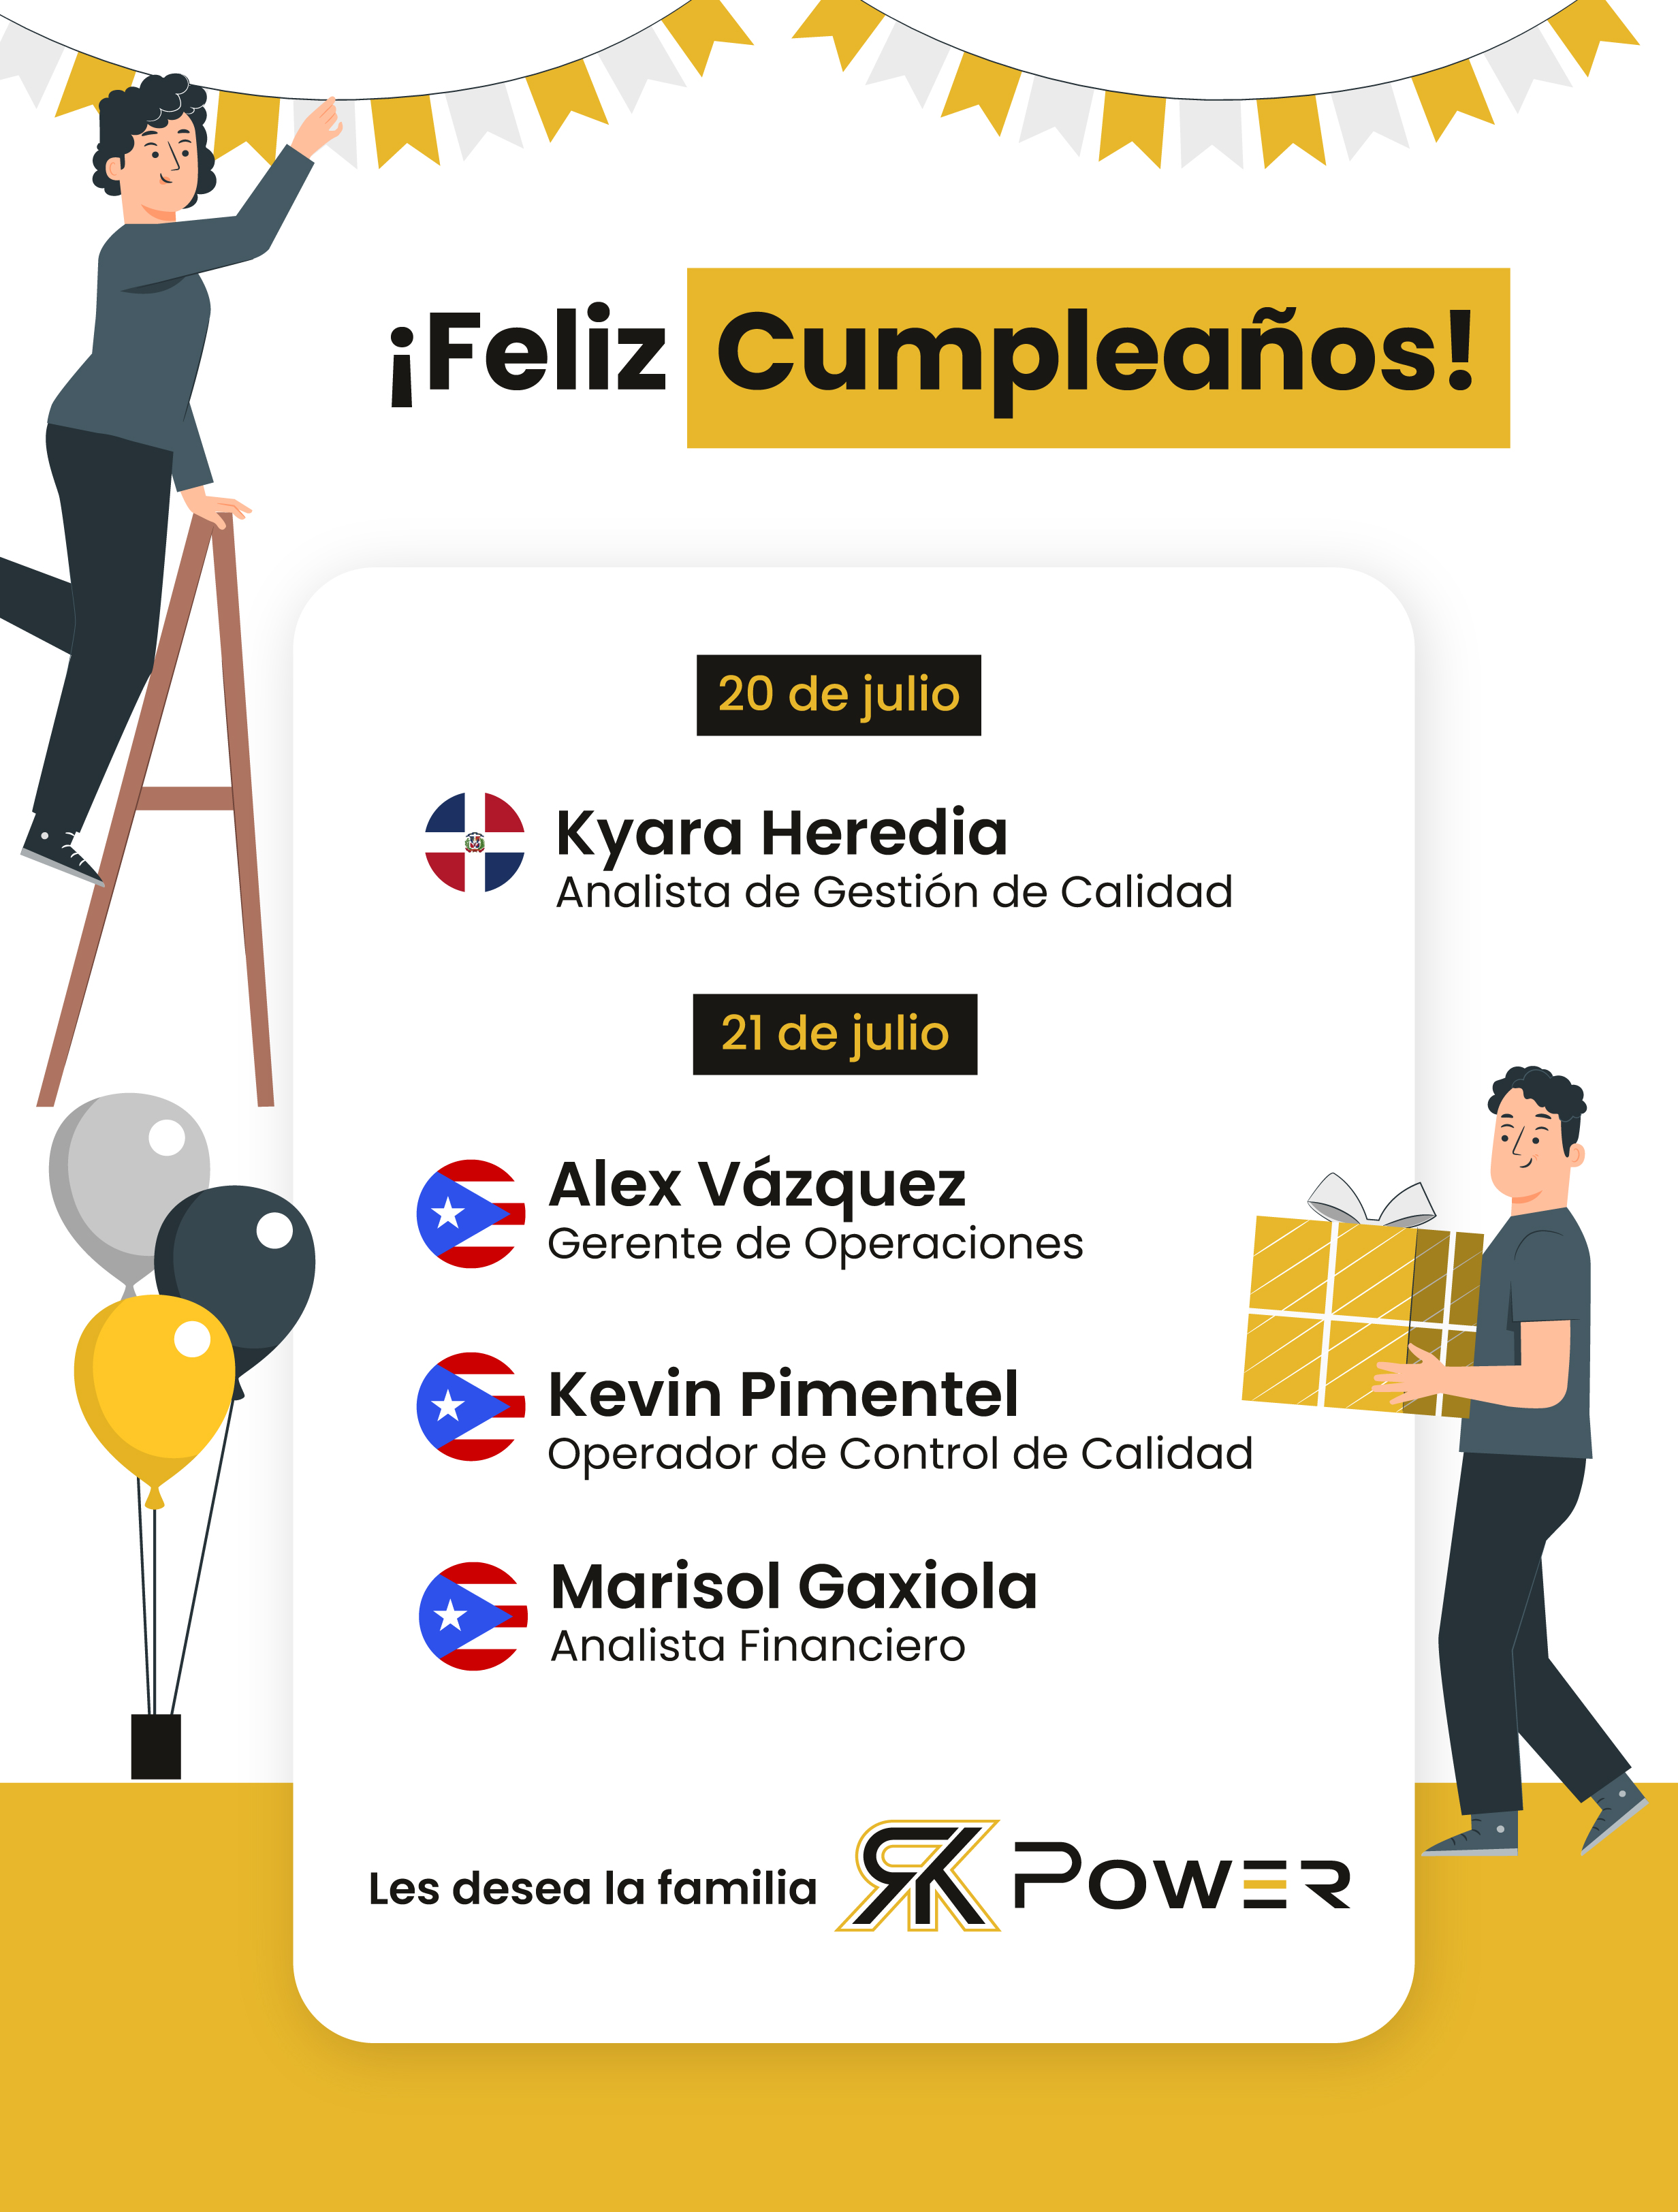 ¡Feliz Cumpleaños!
20 de julio
Kyara Heredia
Analista de Gestión de Calidad
21 de julio
Alex Vázquez
Gerente de Operaciones
Kevin Pimentel
Operador de Control de Calidad
Marisol Gaxiola
Analista Financiero
Les desea la familia RK POWER